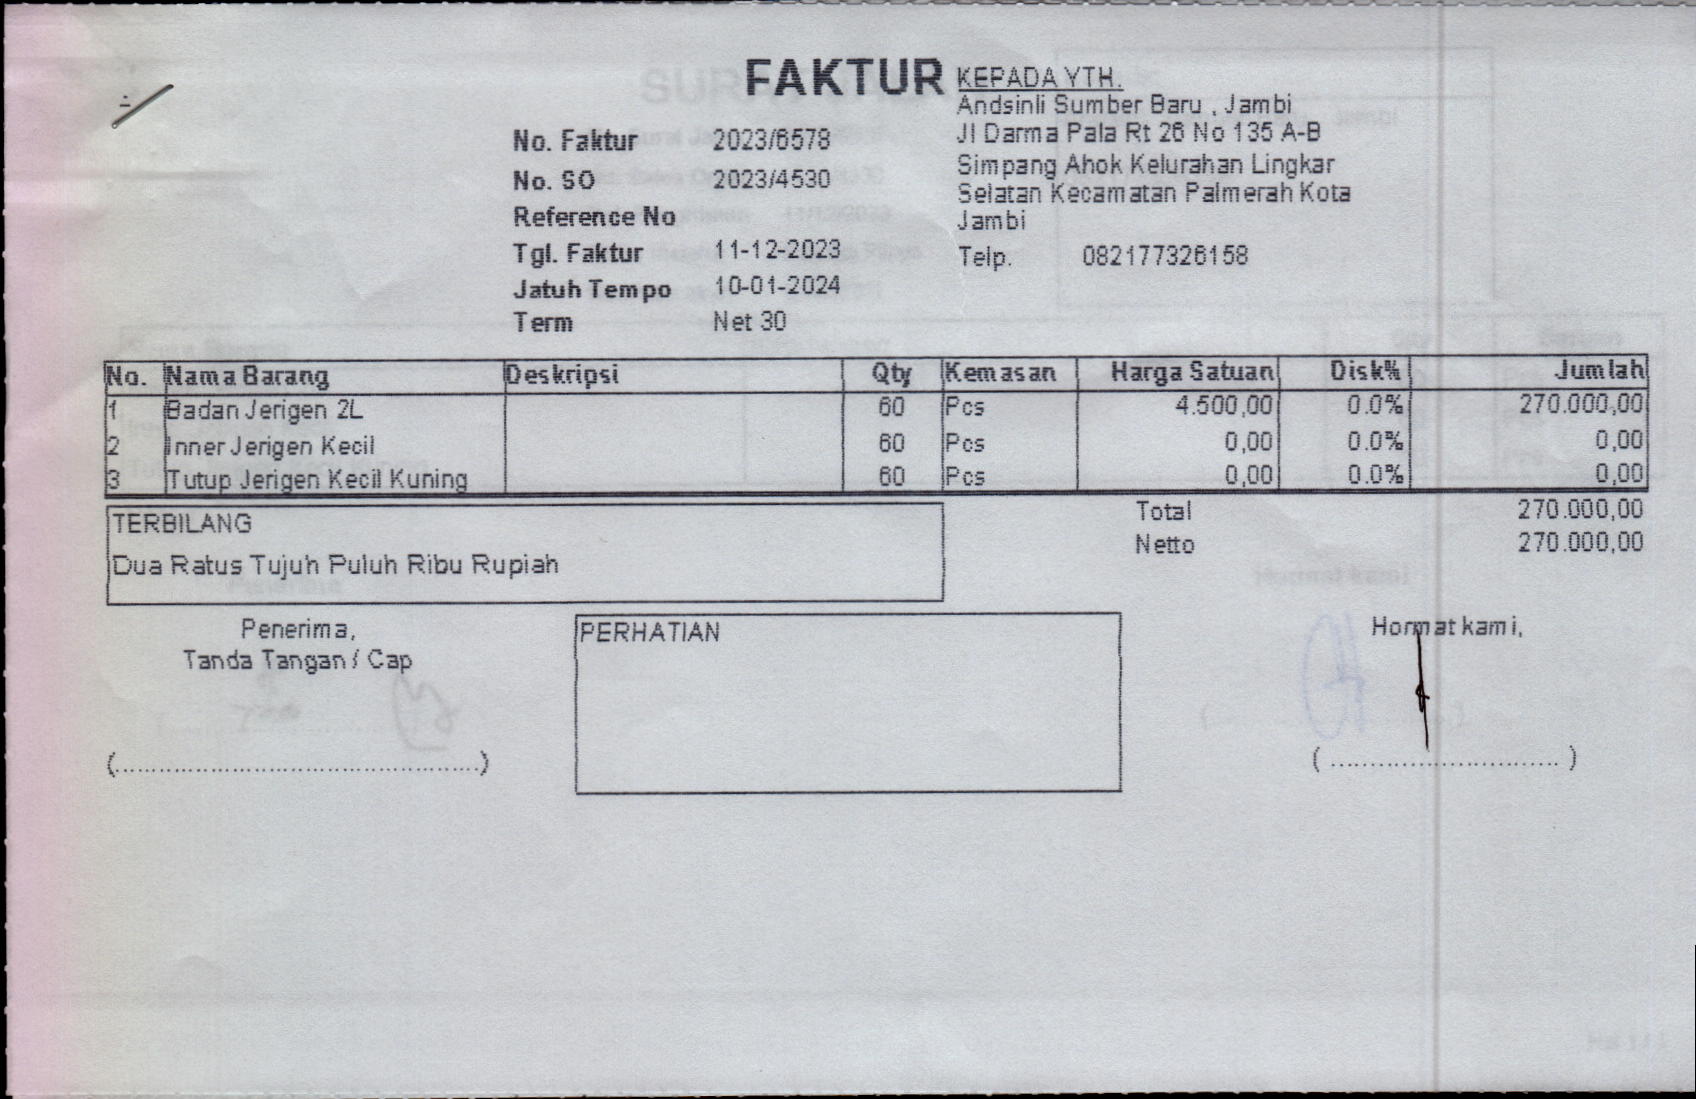 FAKTUR
No. Faktur 2023/6578
No. SO 2023/4530
Reference No
Tgl. Faktur 11-12-2023
Jatuh Tempo 10-01-2024
Term Net 30
KEPADA YTH.
Andsinli Sumber Baru , Jambi
Jl Darma Pala Rt 26 No 135 A-B
Simpang Ahok Kelurahan Lingkar
Selatan Kecamatan Palmerah Kota
Jambi
Telp. 082177326158
No. Nama Barang Deskripsi Qty Kemasan Harga Satuan Disk% Jumlah
1 Badan Jerigen 2L 60 Pcs 4.500,00 0.0% 270.000,00
2 Inner Jerigen Kecil 60 Pcs 0,00 0.0% 0,00
3 Tutup Jerigen Kecil Kuning 60 Pcs 0,00 0.0% 0,00
TERBILANG
Dua Ratus Tujuh Puluh Ribu Rupiah
Total 270.000,00
Netto 270.000,00
Penerima,
Tanda Tangan / Cap
(................................................)
PERHATIAN
Hormat kami,
( ............................. )